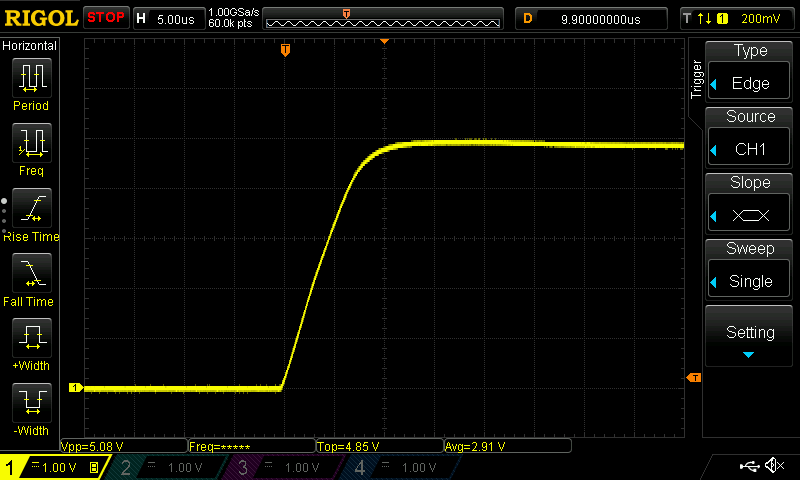 RIGOL STOP H 5.00us 1.00GSa/s D 9.90000000us T 1 200mV
60.0k pts
T
Horizontal
T
Period
Freq
Rise Time
Fall Time
+Width
-Width
1
Trigger
Type
Edge
Source
CH1
Slope
Sweep
Single
Setting
T
Vpp=5.08 V Freq=***** Top=4.85 V Avg=2.91 V
1 1.00 V B 2 1.00 V 3 1.00 V 4 1.00 V